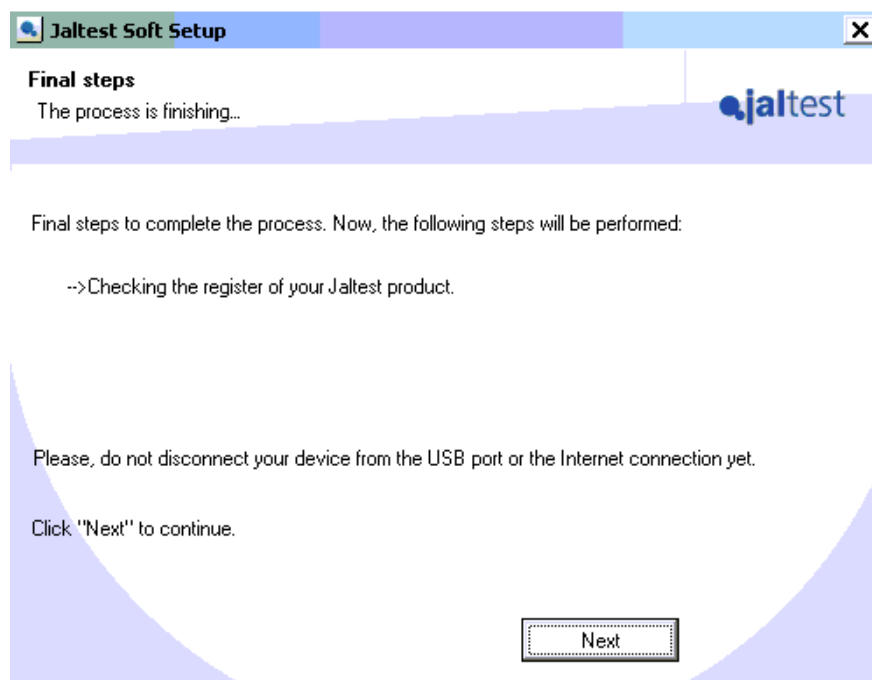 Jaltest Soft Setup
Final steps
The process is finishing...
jaltest
Final steps to complete the process. Now, the following steps will be performed:
-->Checking the register of your Jaltest product.
Please, do not disconnect your device from the USB port or the Internet connection yet.
Click "Next" to continue.
Next